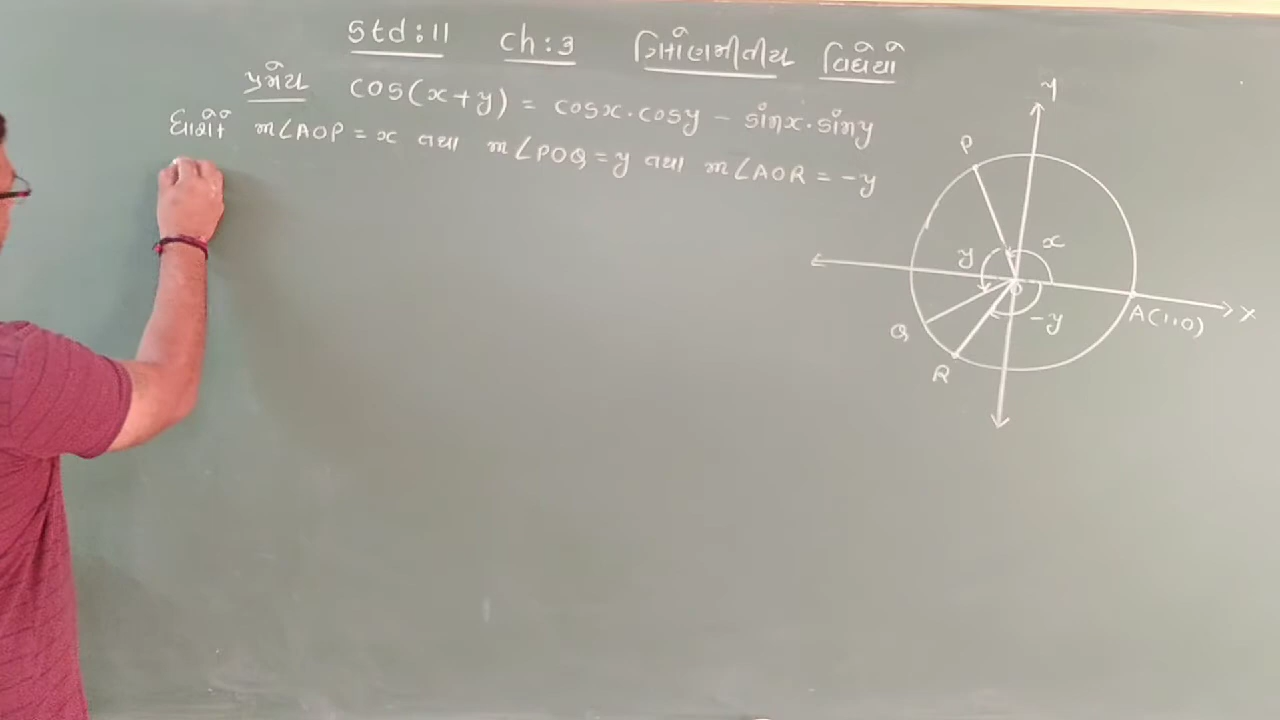 Std:11 Ch:3 ત્રિકોણમિતીય વિધેયો
પ્રમેય cos(x+y) = cosx·cosy - sinx·siny
ધારોકે m∠AOP = x તથા m∠POQ = y તથા m∠AOR = -y
Y
P
x
y
O
X
-y
A(1,0)
Q
R